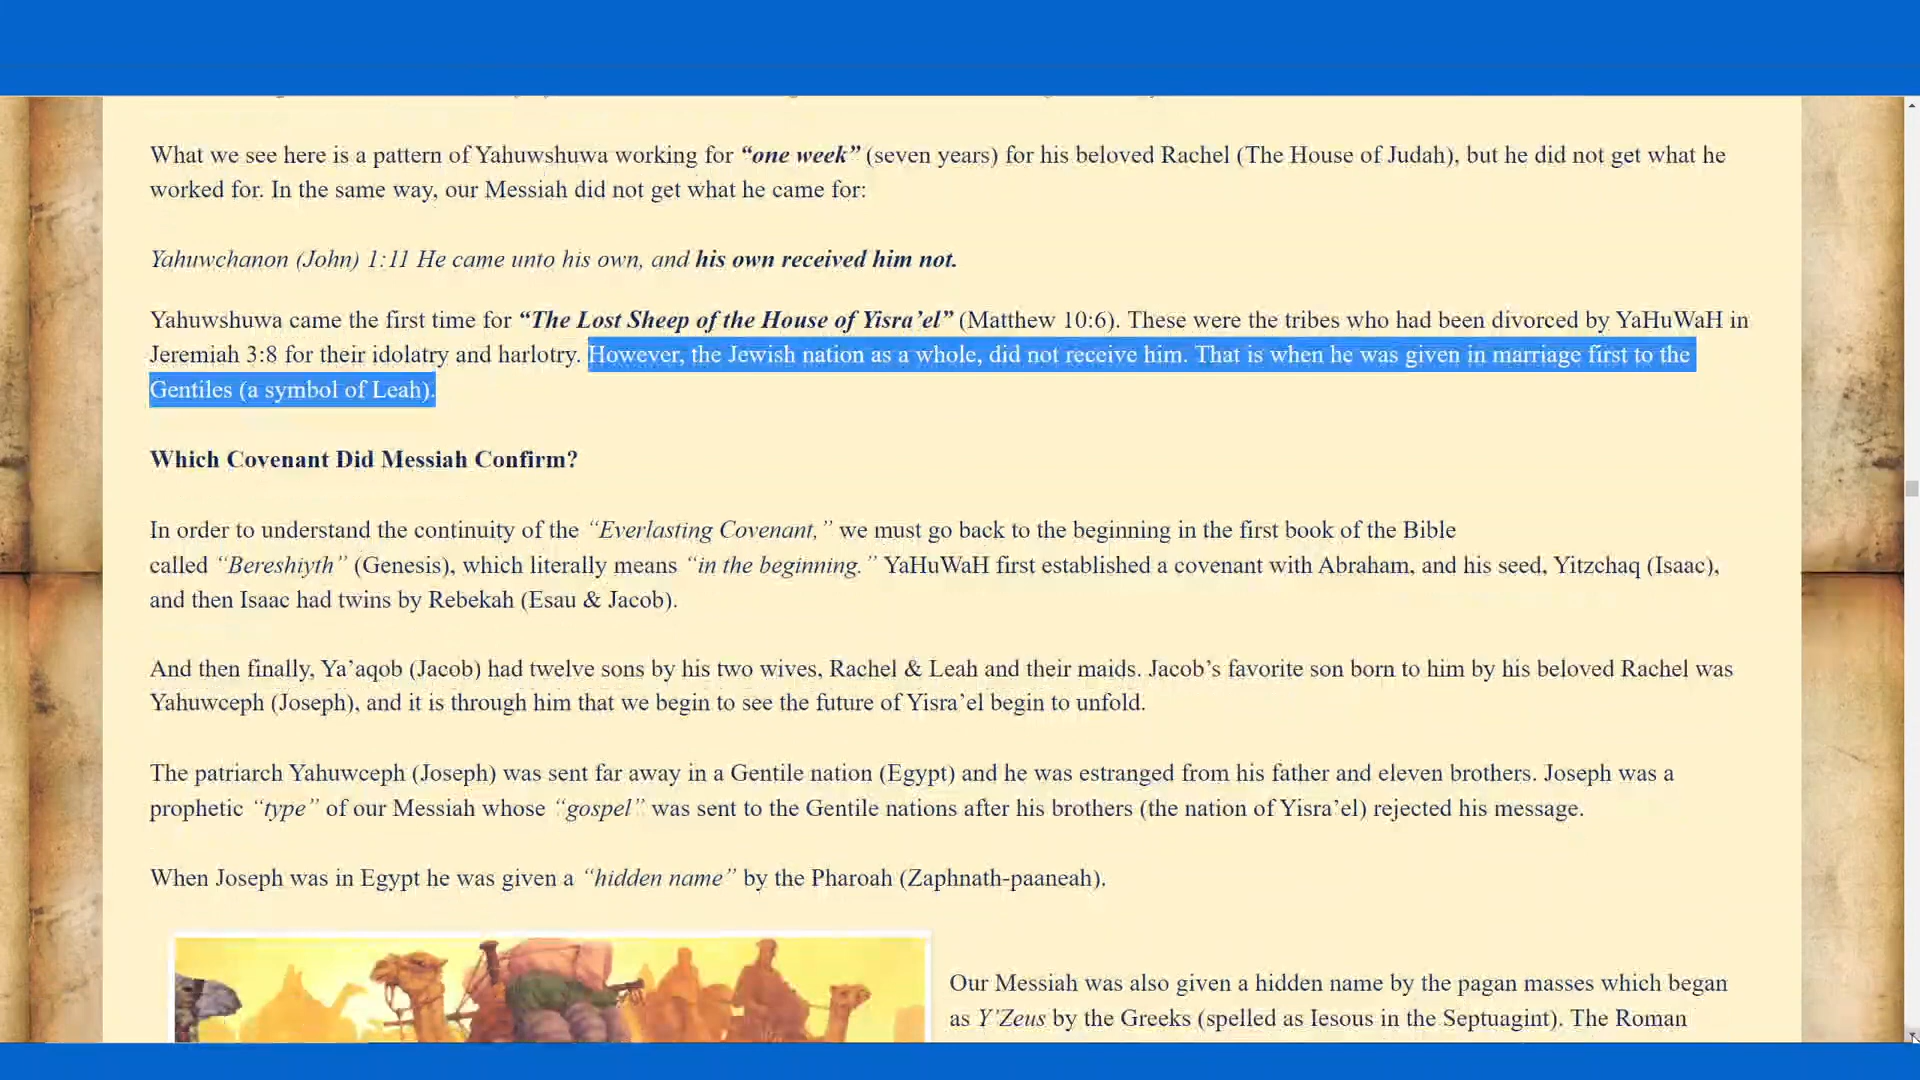 What we see here is a pattern of Yahuwshuwa working for “one week” (seven years) for his beloved Rachel (The House of Judah), but he did not get what he
worked for. In the same way, our Messiah did not get what he came for:
Yahuwchanon (John) 1:11 He came unto his own, and his own received him not.
Yahuwshuwa came the first time for “The Lost Sheep of the House of Yisra’el” (Matthew 10:6). These were the tribes who had been divorced by YaHuWaH in
Jeremiah 3:8 for their idolatry and harlotry. However, the Jewish nation as a whole, did not receive him. That is when he was given in marriage first to the
Gentiles (a symbol of Leah).
Which Covenant Did Messiah Confirm?
In order to understand the continuity of the “Everlasting Covenant,” we must go back to the beginning in the first book of the Bible
called “Bereshiyth” (Genesis), which literally means “in the beginning.” YaHuWaH first established a covenant with Abraham, and his seed, Yitzchaq (Isaac),
and then Isaac had twins by Rebekah (Esau & Jacob).
And then finally, Ya’aqob (Jacob) had twelve sons by his two wives, Rachel & Leah and their maids. Jacob’s favorite son born to him by his beloved Rachel was
Yahuwceph (Joseph), and it is through him that we begin to see the future of Yisra’el begin to unfold.
The patriarch Yahuwceph (Joseph) was sent far away in a Gentile nation (Egypt) and he was estranged from his father and eleven brothers. Joseph was a
prophetic “type” of our Messiah whose “gospel” was sent to the Gentile nations after his brothers (the nation of Yisra’el) rejected his message.
When Joseph was in Egypt he was given a “hidden name” by the Pharoah (Zaphnath-paaneah).
Our Messiah was also given a hidden name by the pagan masses which began
as Y’Zeus by the Greeks (spelled as Iesous in the Septuagint). The Roman